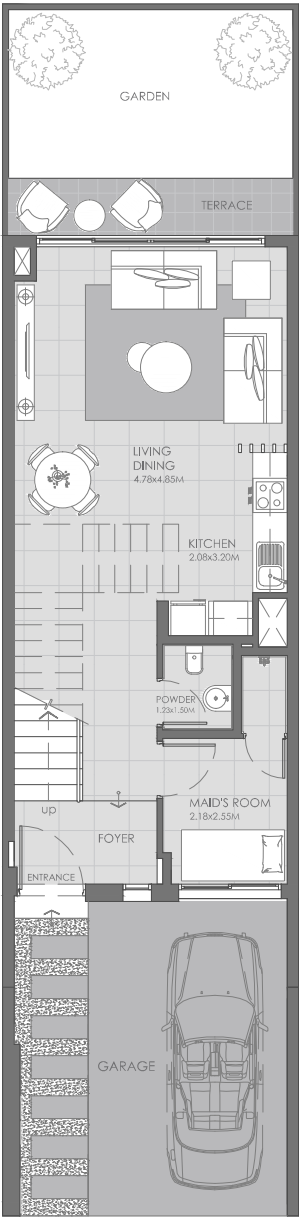 GARDEN
TERRACE
LIVING
DINING
4.78x4.85M
KITCHEN
2.08x3.20M
POWDER
1.23x1.50M
MAID'S ROOM
2.18x2.55M
up
FOYER
ENTRANCE
GARAGE